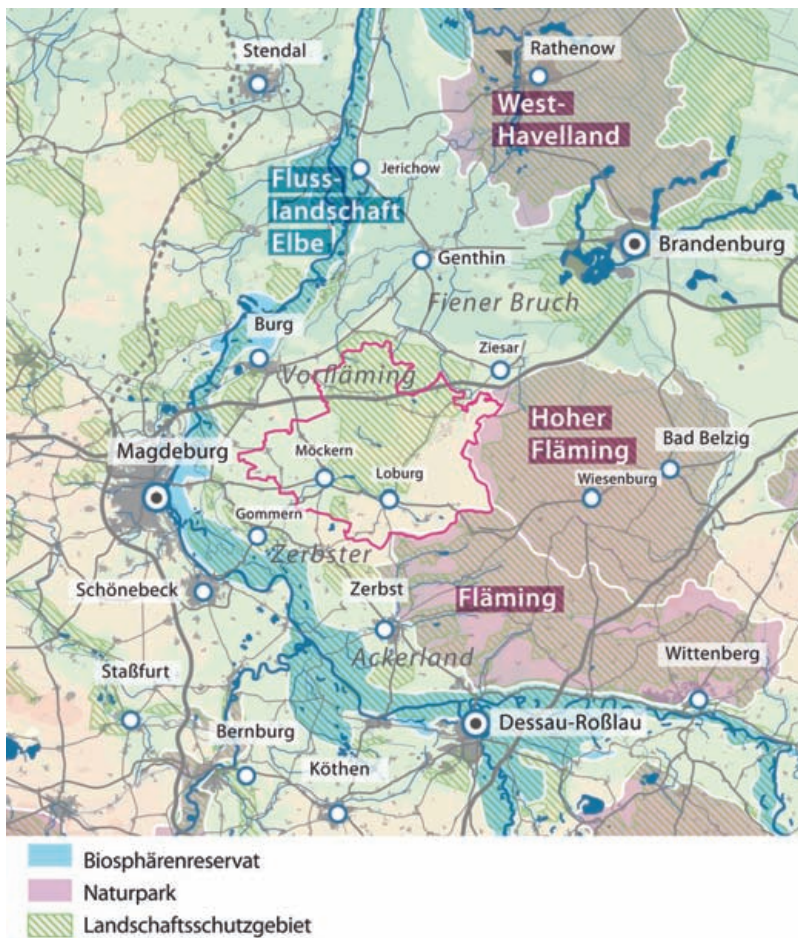 Stendal
Rathenow
West-
Havelland
Jerichow
Fluss-
landschaft
Elbe
Brandenburg
Genthin
Fiener Bruch
Burg
Ziesar
Vorfläming
Hoher
Fläming
Bad Belzig
Magdeburg
Möckern
Loburg
Wiesenburg
Gommern
Zerbster
Schönebeck
Zerbst
Fläming
Ackerland
Wittenberg
Staßfurt
Bernburg
Dessau-Roßlau
Köthen
Biosphärenreservat
Naturpark
Landschaftsschutzgebiet